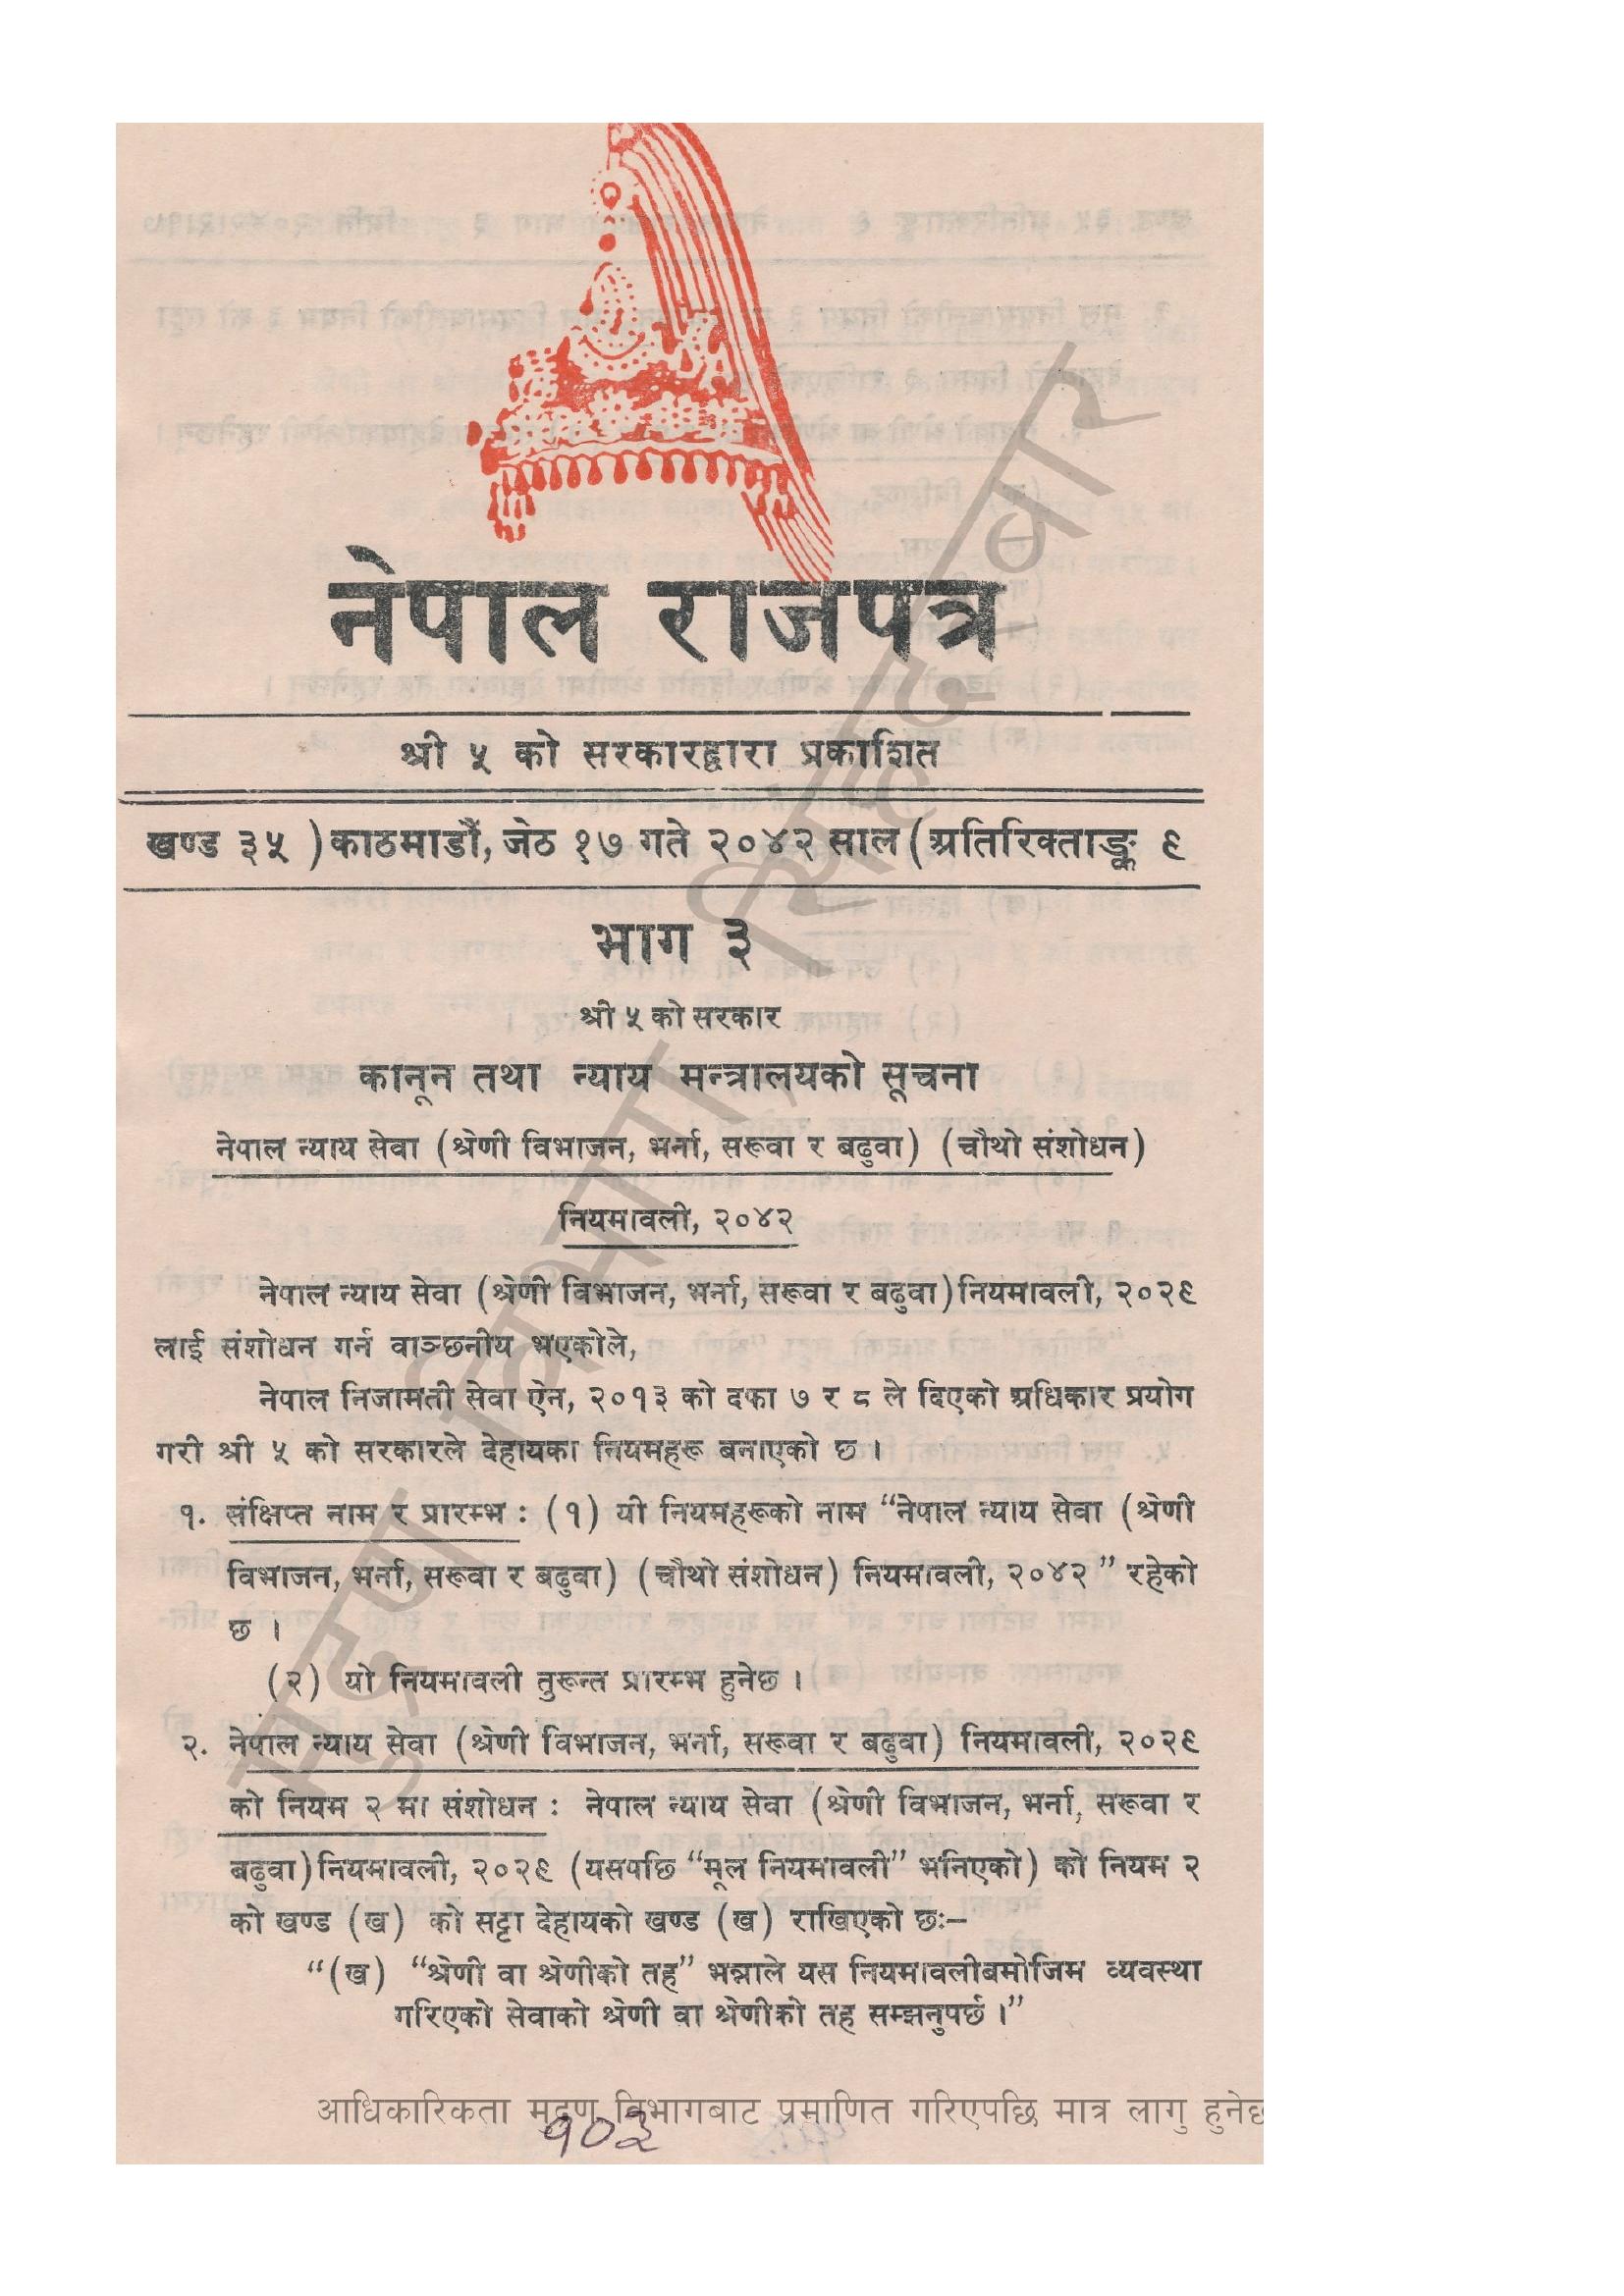 नेपाल राजपत्र
श्री ५ को सरकारद्वारा प्रकाशित
खण्ड ३५ ) काठमाडौं, जेठ १७ गते २०४२ साल ( अतिरिक्ताङ्क ९
भाग ३
श्री ५ को सरकार
कानून तथा न्याय मन्त्रालयको सूचना
नेपाल न्याय सेवा (श्रेणी विभाजन, भर्ना, सरूवा र बढुवा) (चौथो संशोधन)
नियमावली, २०४२
नेपाल न्याय सेवा (श्रेणी विभाजन, भर्ना, सरूवा र बढुवा) नियमावली, २०२९
लाई संशोधन गर्न वाञ्छनीय भएकोले,
नेपाल निजामती सेवा ऐन, २०१३ को दफा ७ र ८ ले दिएको अधिकार प्रयोग
गरी श्री ५ को सरकारले देहायका नियमहरू बनाएको छ ।
१. संक्षिप्त नाम र प्रारम्भ : (१) यी नियमहरूको नाम “नेपाल न्याय सेवा (श्रेणी
विभाजन, भर्ना, सरूवा र बढुवा) (चौथो संशोधन) नियमावली, २०४२” रहेको
छ ।
(२) यो नियमावली तुरून्त प्रारम्भ हुनेछ ।
२. नेपाल न्याय सेवा (श्रेणी विभाजन, भर्ना, सरूवा र बढुवा) नियमावली, २०२९
को नियम २ मा संशोधन : नेपाल न्याय सेवा (श्रेणी विभाजन, भर्ना, सरूवा र
बढुवा) नियमावली, २०२९ (यसपछि “मूल नियमावली” भनिएको) को नियम २
को खण्ड (ख) को सट्टा देहायको खण्ड (ख) राखिएको छः–
“(ख) “श्रेणी वा श्रेणीको तह” भन्नाले यस नियमावलीबमोजिम व्यवस्था
गरिएको सेवाको श्रेणी वा श्रेणीको तह सम्झनुपर्छ ।”
आधिकारिकता मुद्रण विभागबाट प्रमाणित गरिएपछि मात्र लागु हुनेछ
१०३
मुद्रण विभाग, सिंहदरबार